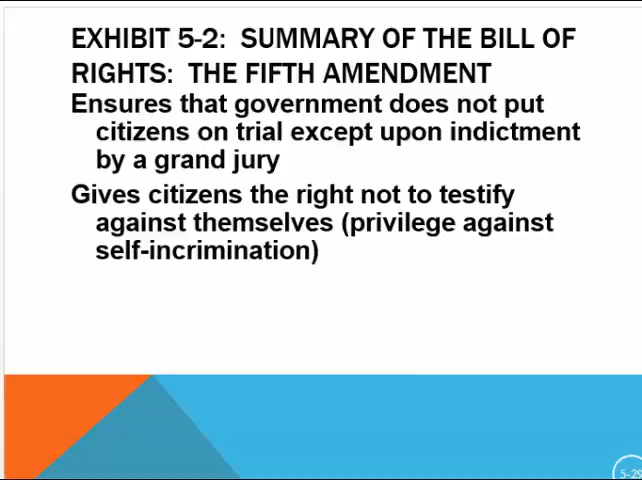 EXHIBIT 5-2: SUMMARY OF THE BILL OF
RIGHTS: THE FIFTH AMENDMENT
Ensures that government does not put
citizens on trial except upon indictment
by a grand jury
Gives citizens the right not to testify
against themselves (privilege against
self-incrimination)
5-29